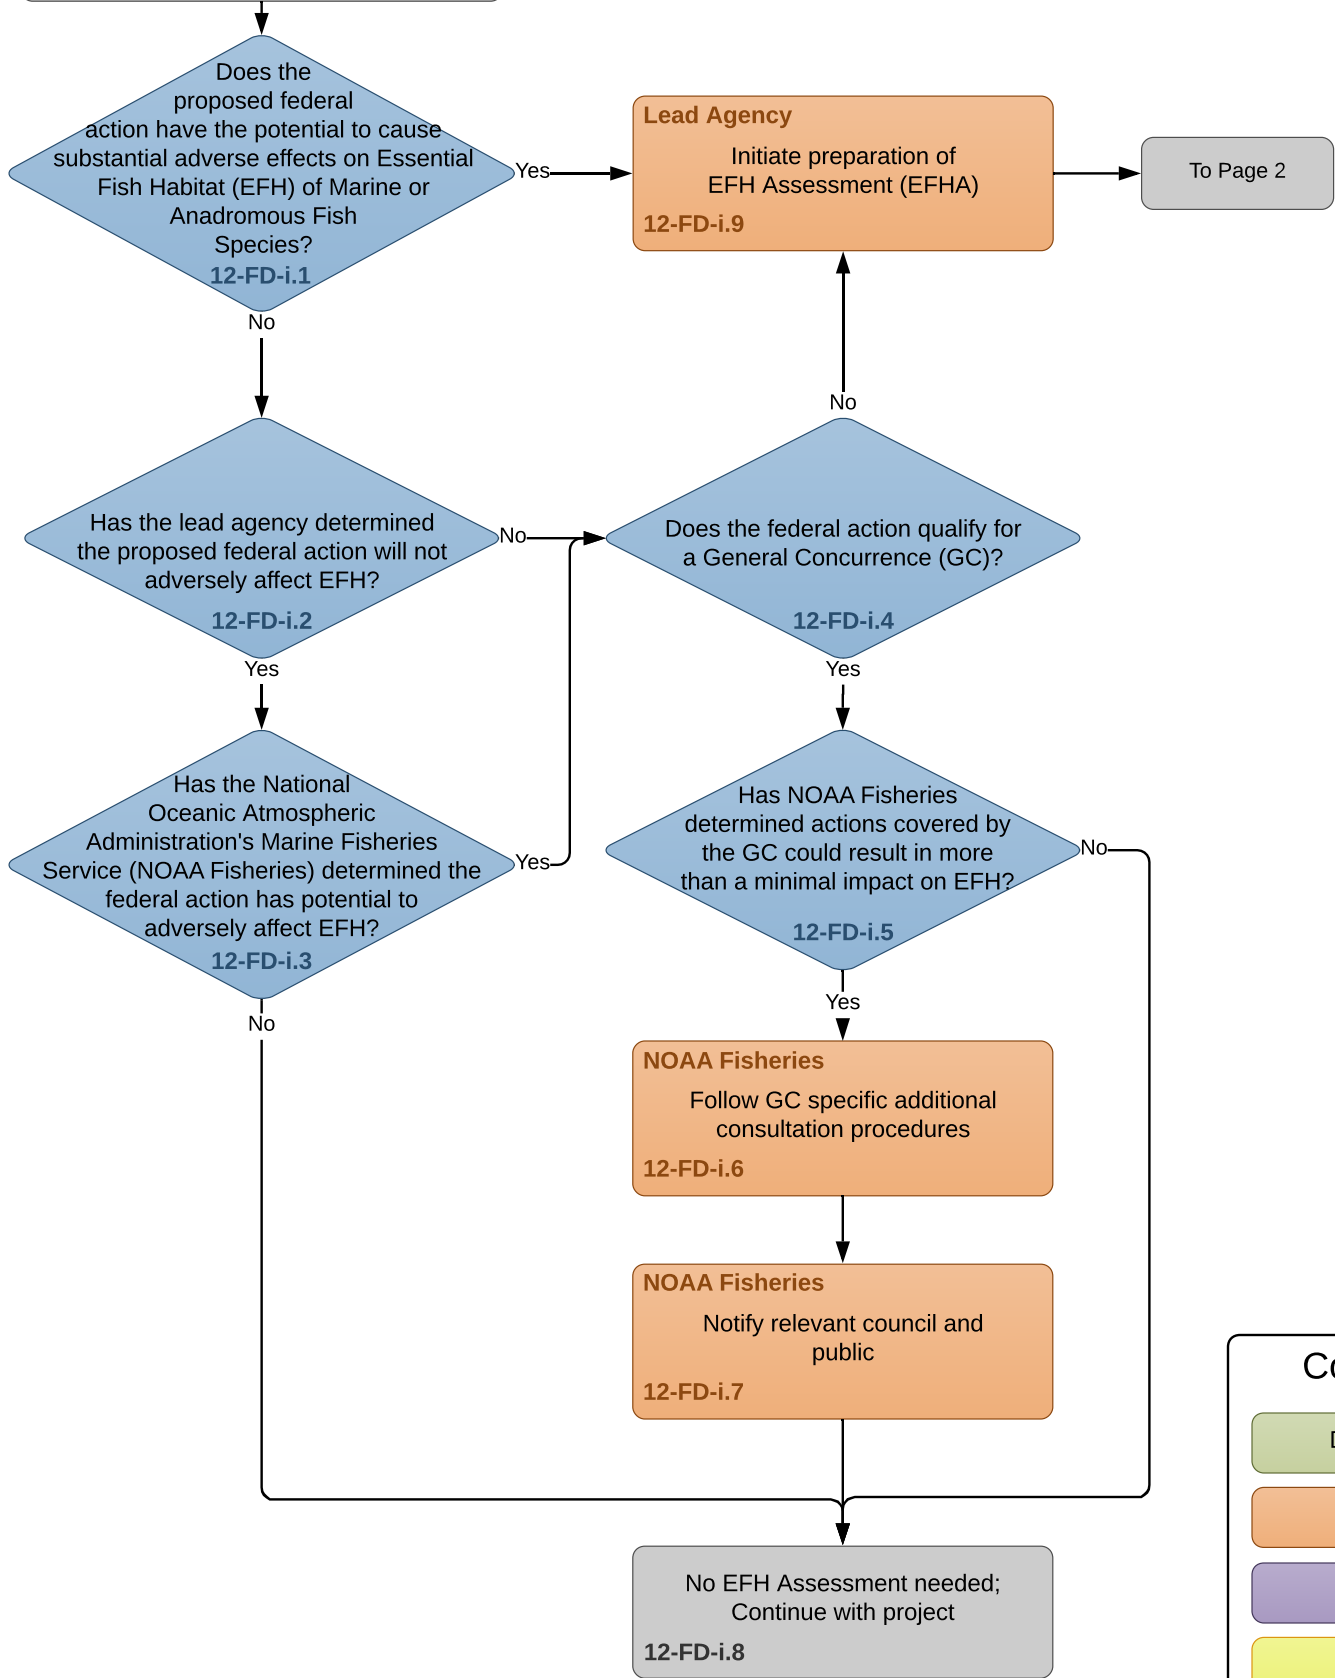 Does the
proposed federal
action have the potential to cause
substantial adverse effects on Essential
Fish Habitat (EFH) of Marine or
Anadromous Fish
Species?
12-FD-i.1
Yes
No
Lead Agency
Initiate preparation of
EFH Assessment (EFHA)
12-FD-i.9
To Page 2
Has the lead agency determined
the proposed federal action will not
adversely affect EFH?
12-FD-i.2
No
Yes
No
Does the federal action qualify for
a General Concurrence (GC)?
12-FD-i.4
Yes
Has the National
Oceanic Atmospheric
Administration's Marine Fisheries
Service (NOAA Fisheries) determined the
federal action has potential to
adversely affect EFH?
12-FD-i.3
Yes
No
Has NOAA Fisheries
determined actions covered by
the GC could result in more
than a minimal impact on EFH?
12-FD-i.5
No
Yes
NOAA Fisheries
Follow GC specific additional
consultation procedures
12-FD-i.6
NOAA Fisheries
Notify relevant council and
public
12-FD-i.7
No EFH Assessment needed;
Continue with project
12-FD-i.8